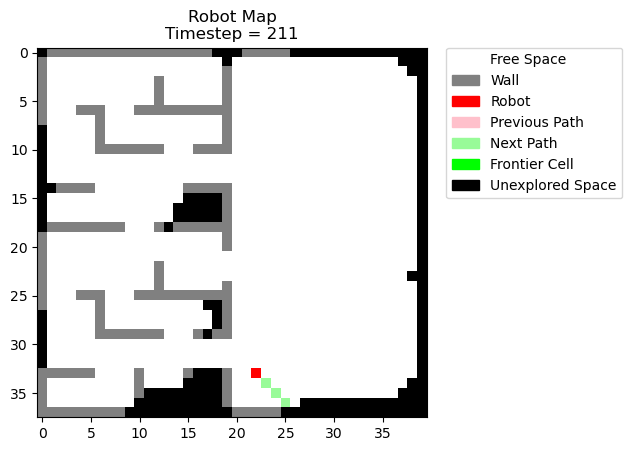 Robot Map
Timestep = 211
0
5
10
15
20
25
30
35
0
5
10
15
20
25
30
35
Free Space
Wall
Robot
Previous Path
Next Path
Frontier Cell
Unexplored Space